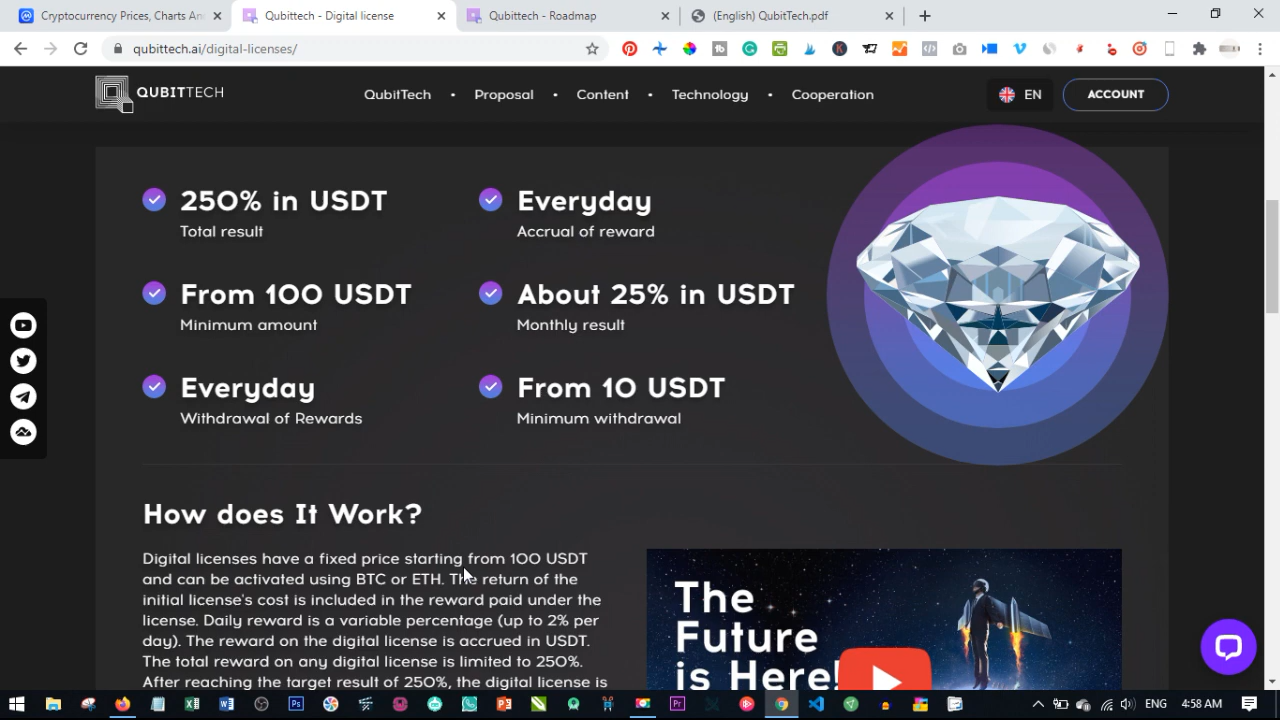 Cryptocurrency Prices, Charts An
Qubittech - Digital license
Qubittech - Roadmap
(English) QubitTech.pdf
qubittech.ai/digital-licenses/
QUBITTECH
QubitTech • Proposal • Content • Technology • Cooperation
EN
ACCOUNT
250% in USDT
Total result
Everyday
Accrual of reward
From 100 USDT
Minimum amount
About 25% in USDT
Monthly result
Everyday
Withdrawal of Rewards
From 10 USDT
Minimum withdrawal
How does It Work?
Digital licenses have a fixed price starting from 100 USDT
and can be activated using BTC or ETH. The return of the
initial license's cost is included in the reward paid under the
license. Daily reward is a variable percentage (up to 2% per
day). The reward on the digital license is accrued in USDT.
The total reward on any digital license is limited to 250%.
After reaching the target result of 250%, the digital license is
The
Future
is Here!
ENG
4:58 AM